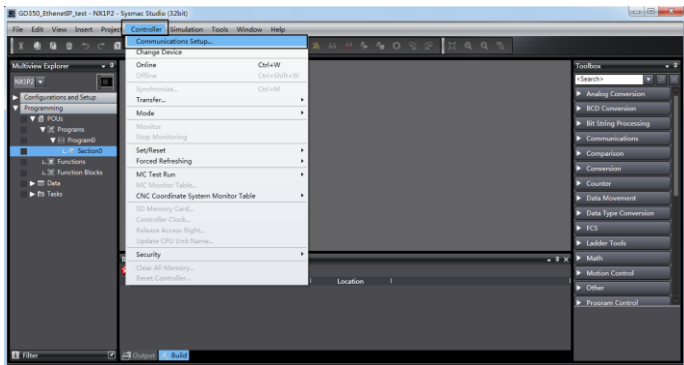 GD350_EthenetIP_test - NX1P2 - Sysmac Studio (32bit)
File Edit View Insert Project Controller Simulation Tools Window Help
Communications Setup...
Change Device
Online Ctrl+W
Offline Ctrl+Shift+W
Synchronize... Ctrl+M
Transfer...
Mode
Monitor
Stop Monitoring
Set/Reset
Forced Refreshing
MC Test Run
MC Monitor Table...
CNC Coordinate System Monitor Table
SD Memory Card...
Controller Clock...
Release Access Right...
Update CPU Unit Name...
Security
Clear All Memory...
Reset Controller...
Multiview Explorer
NX1P2
Configurations and Setup
Programming
POUs
Programs
Program0
Section0
Functions
Function Blocks
Data
Tasks
Filter
Location
Output Build
Toolbox
<Search>
Analog Conversion
BCD Conversion
Bit String Processing
Communications
Comparison
Conversion
Counter
Data Movement
Data Type Conversion
FCS
Ladder Tools
Math
Motion Control
Other
Program Control